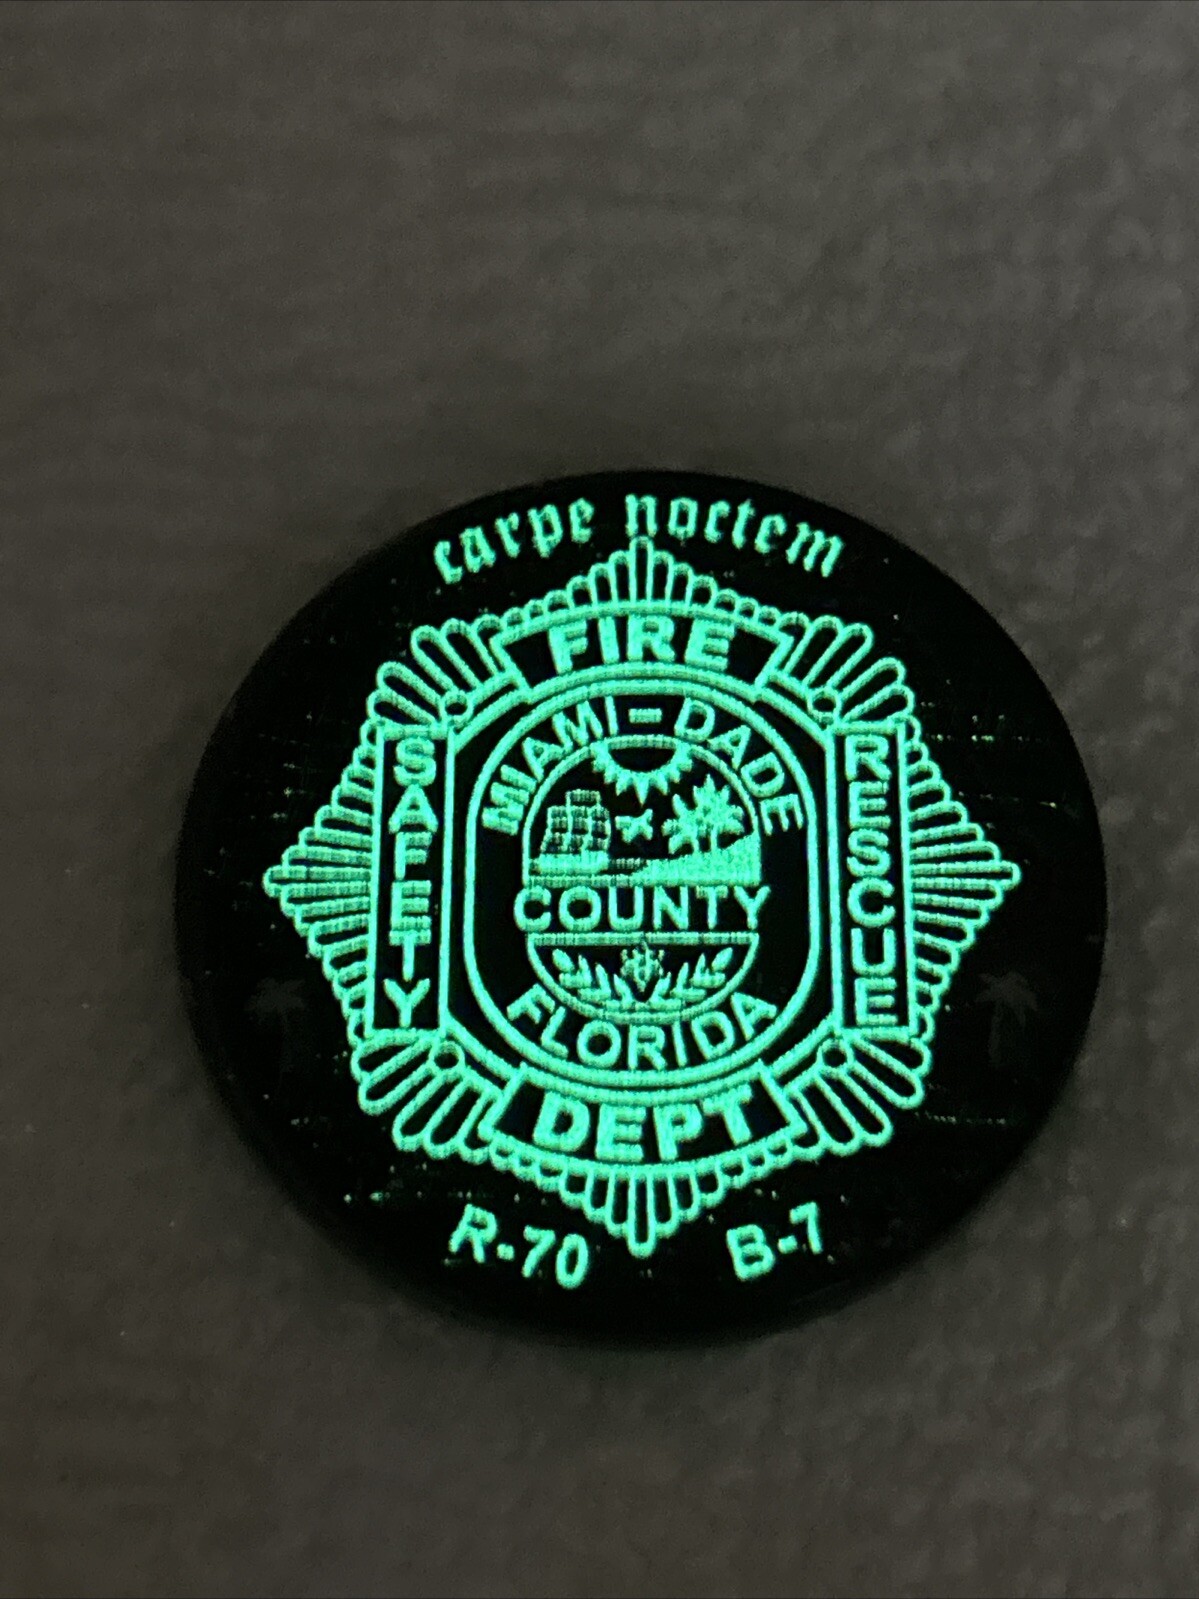 carpe noctem
FIRE
SAFETY
MIAMI-DADE
COUNTY
FLORIDA
RESCUE
DEPT
R-70 B-7